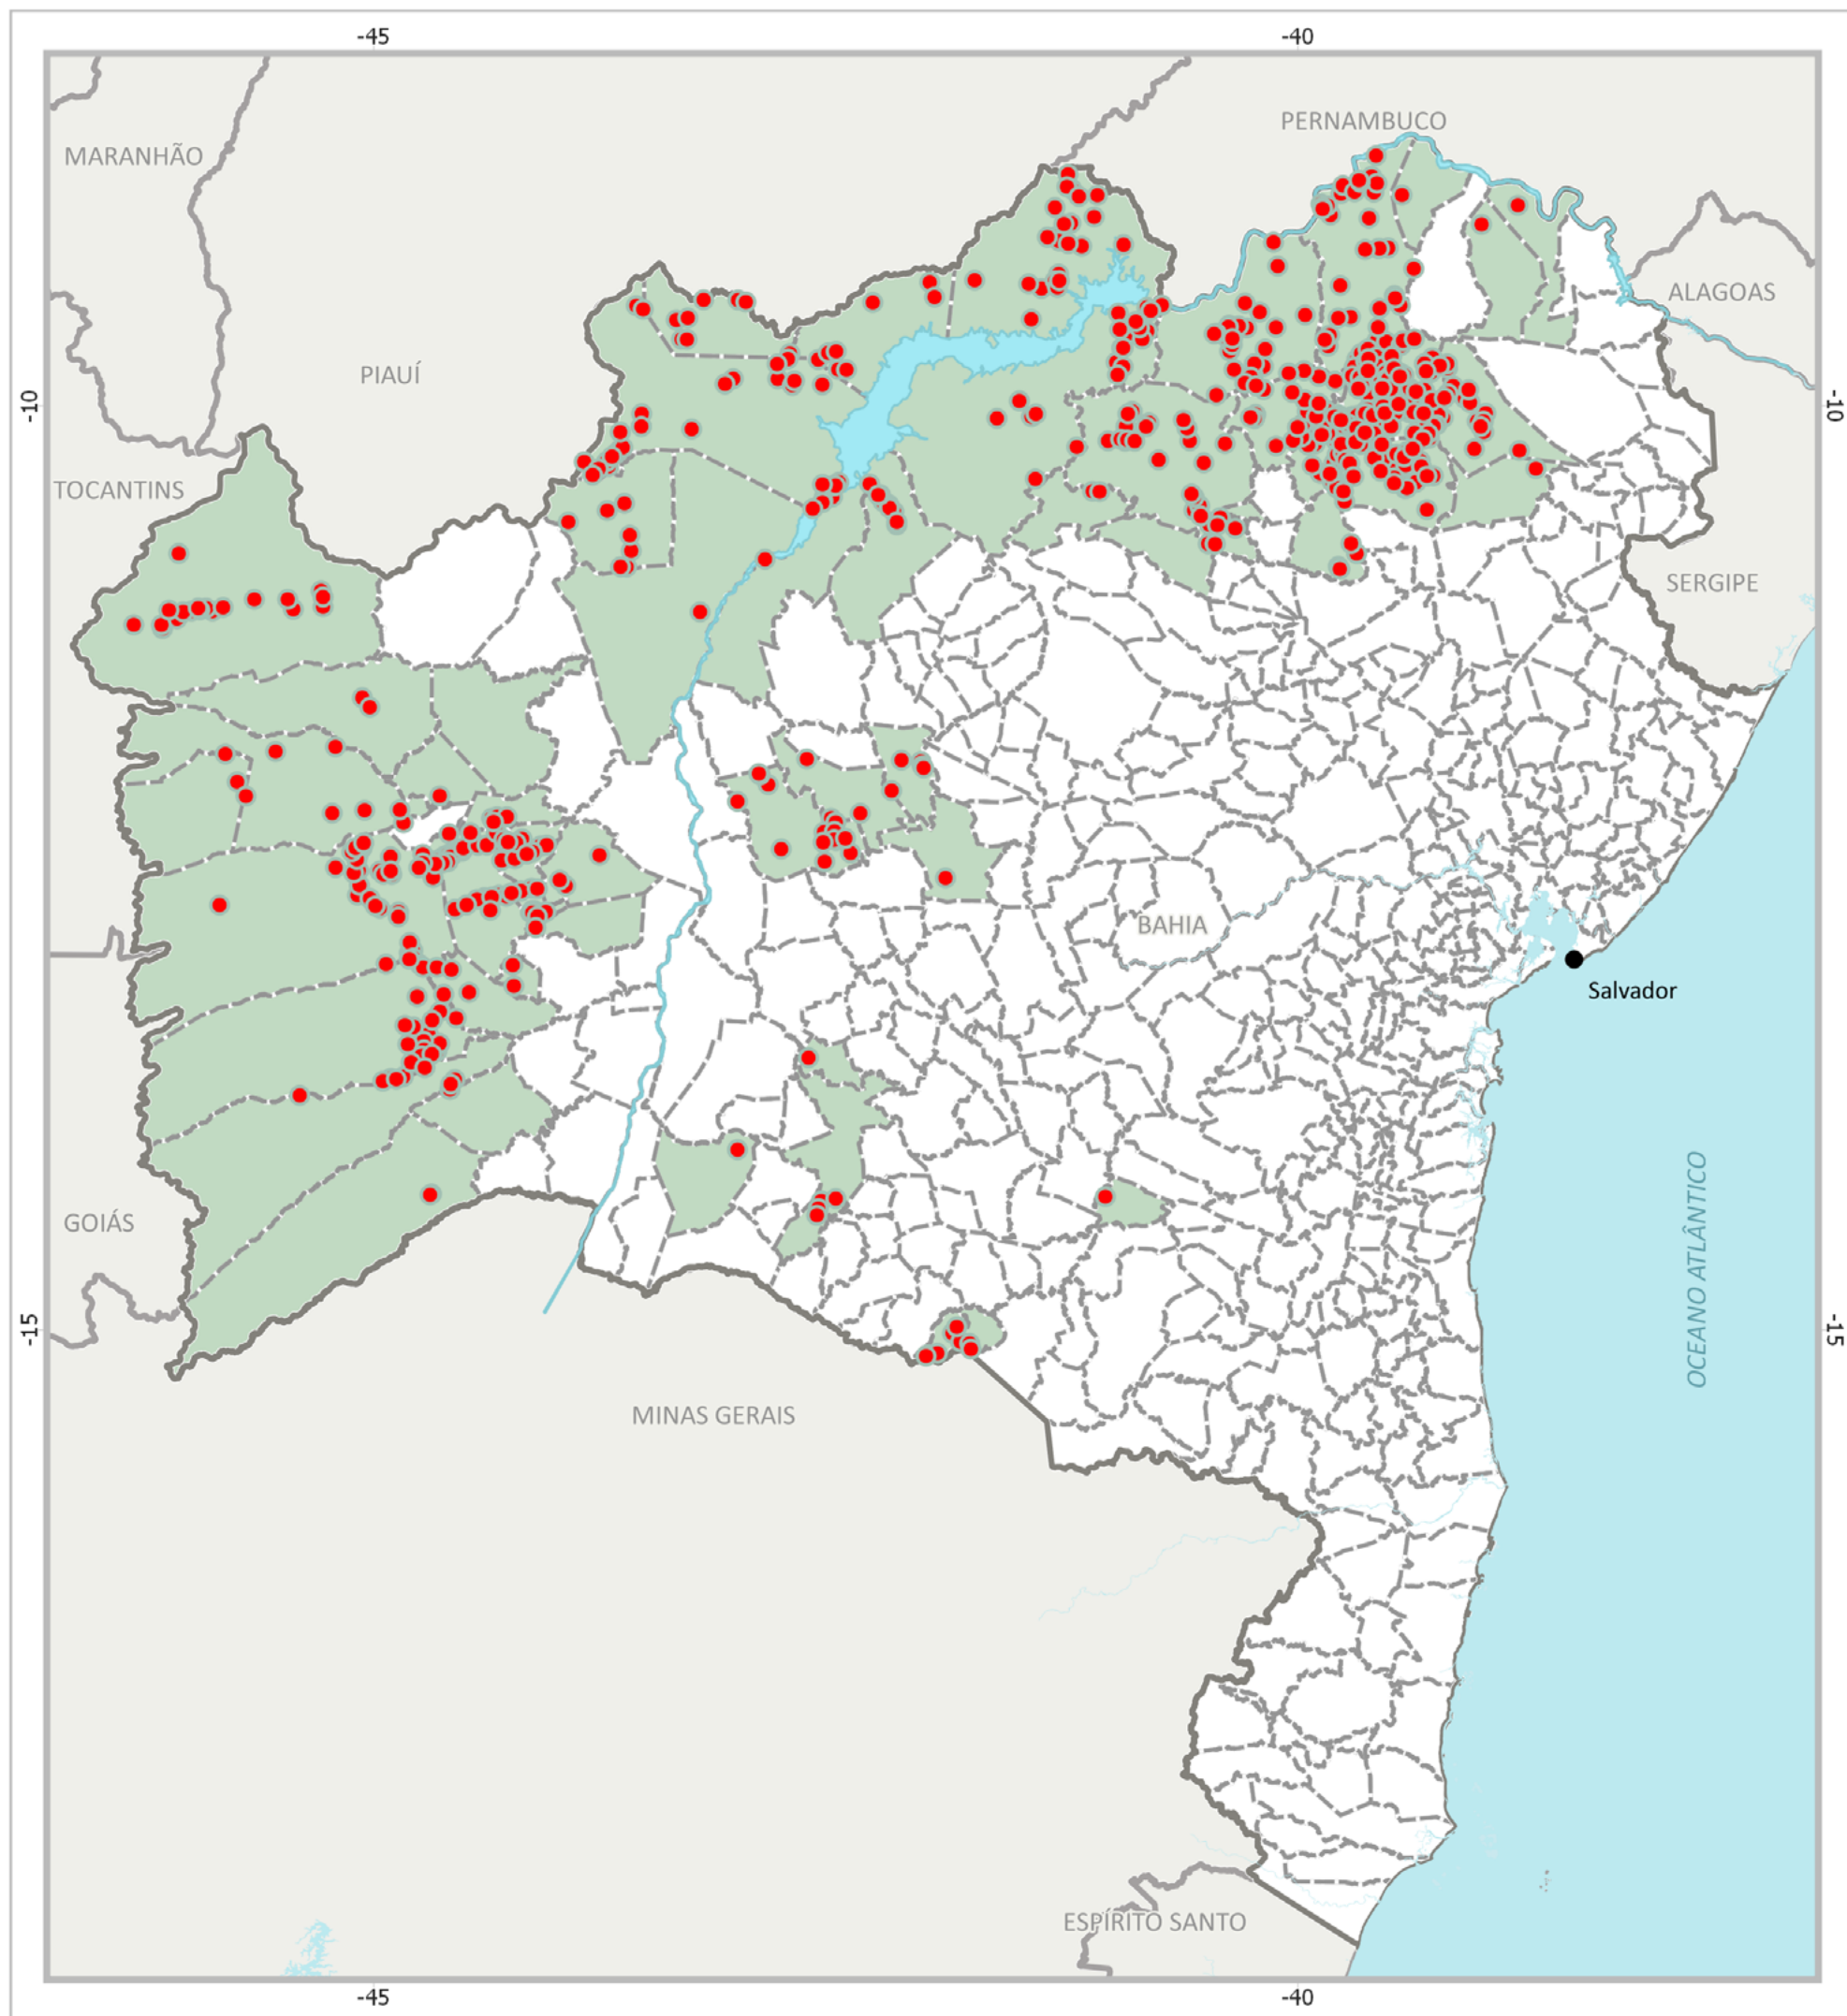 -45
-40
PERNAMBUCO
MARANHÃO
ALAGOAS
PIAUÍ
-10
-10
TOCANTINS
SERGIPE
BAHIA
Salvador
OCEANO ATLÂNTICO
GOIÁS
-15
-15
MINAS GERAIS
ESPÍRITO SANTO
-45
-40